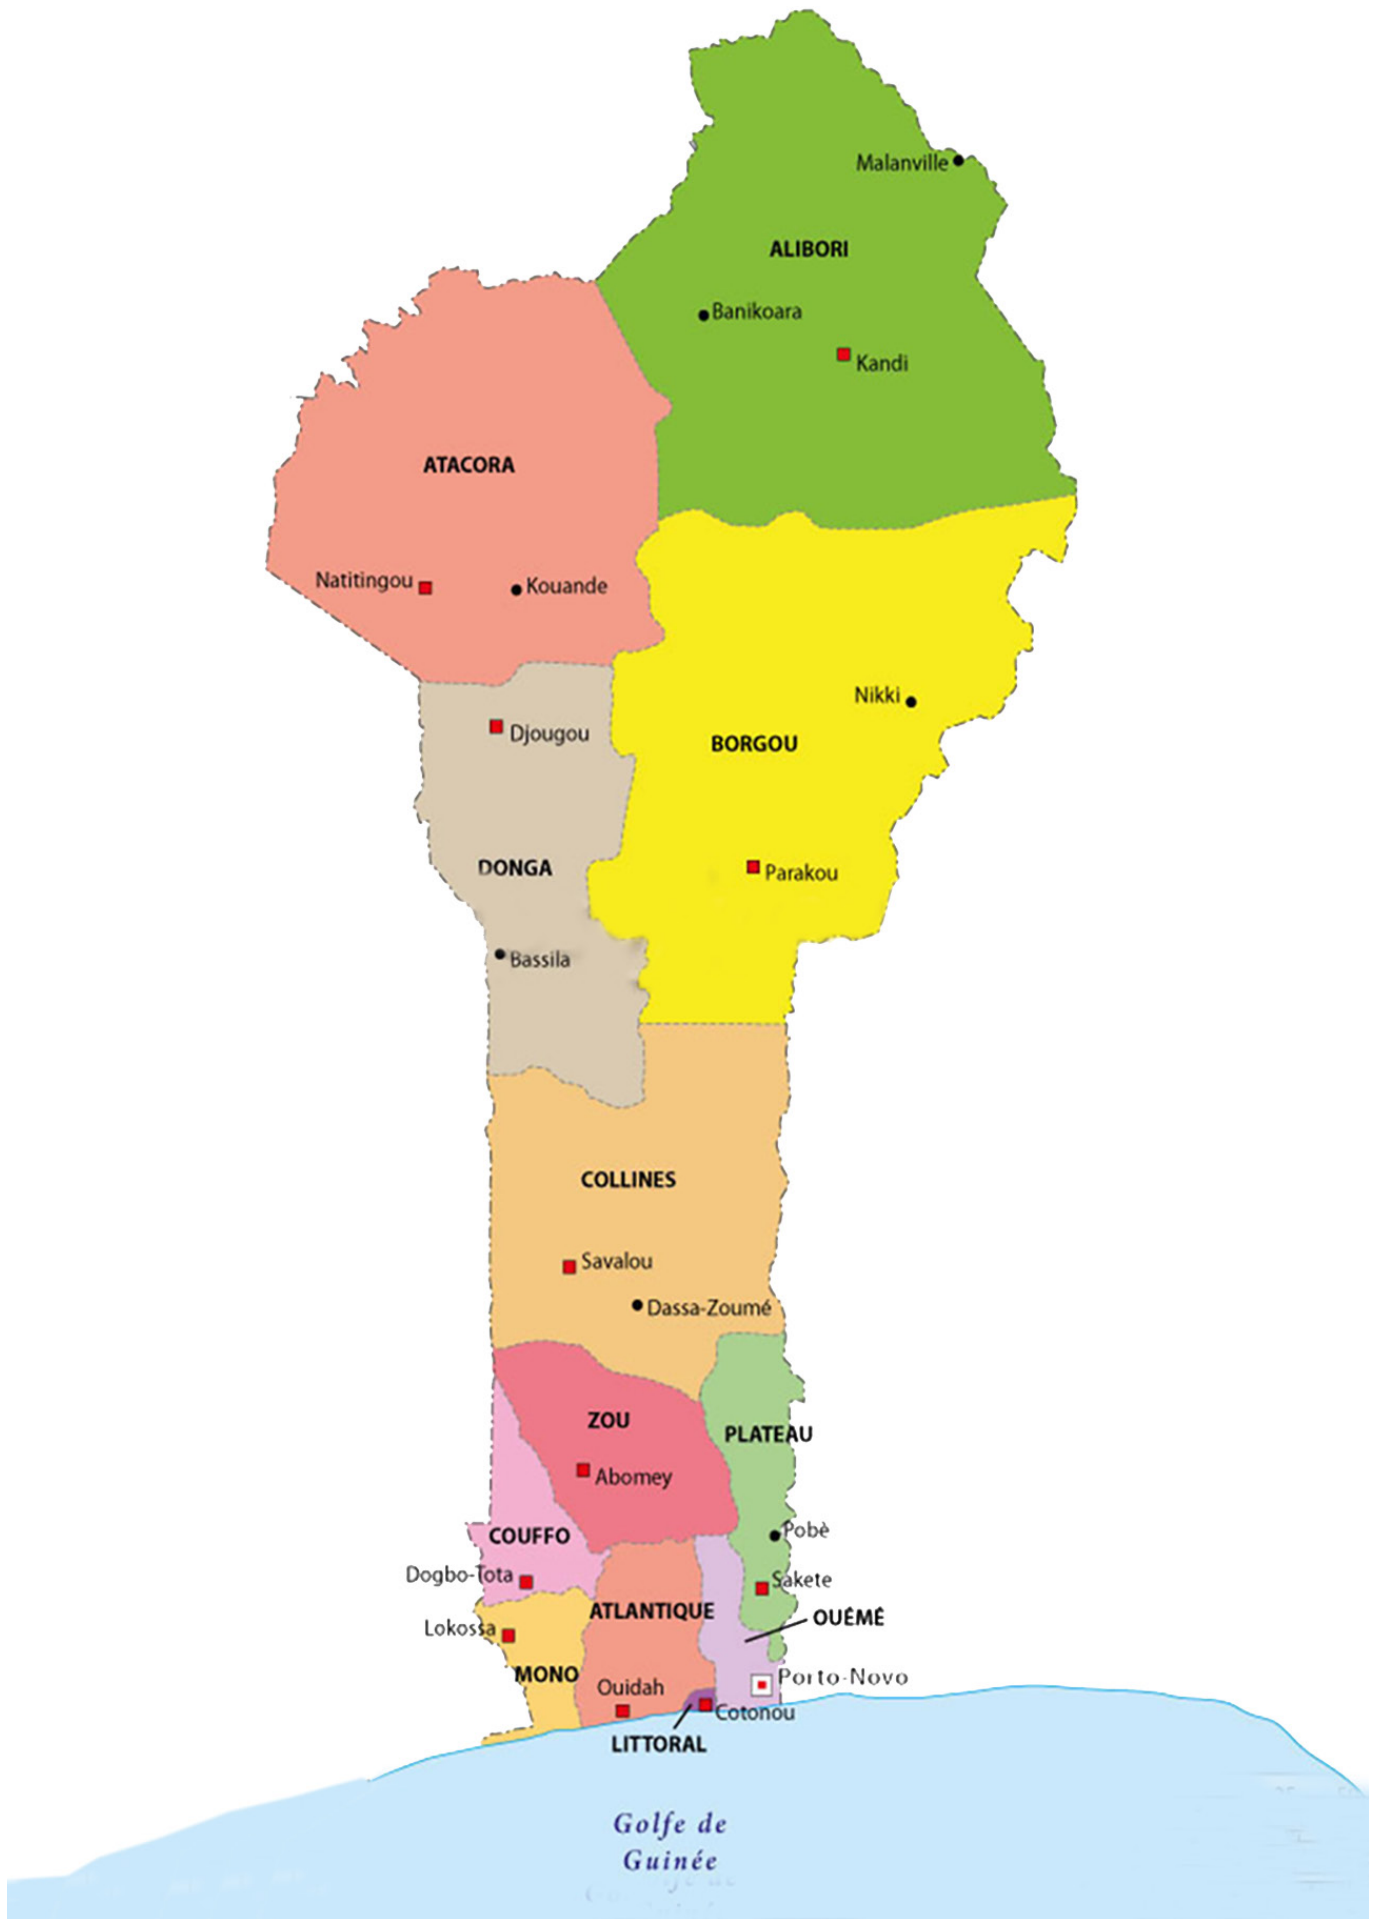 Malanville
ALIBORI
Banikoara
Kandi
ATACORA
Natitingou
Kouande
Nikki
Djougou
BORGOU
DONGA
Parakou
Bassila
COLLINES
Savalou
Dassa-Zoumé
ZOU
PLATEAU
Abomey
Pobè
COUFFO
Dogbo-Tota
Sakete
ATLANTIQUE
OUÉMÉ
Lokossa
MONO
Porto-Novo
Ouidah
Cotonou
LITTORAL
Golfe de
Guinée